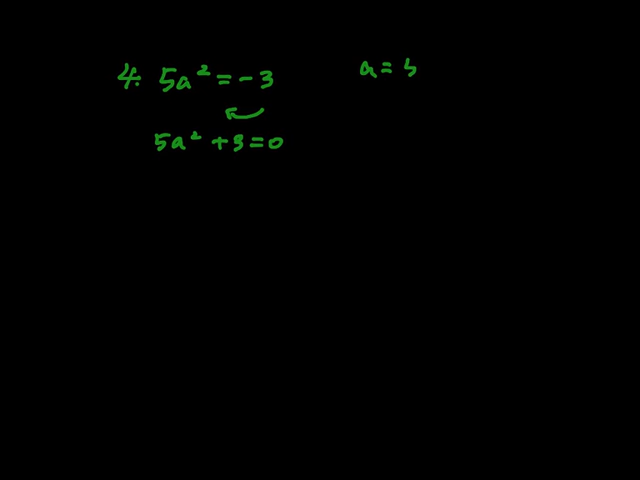 4. 5a² = -3
a = 5
5a² + 3 = 0